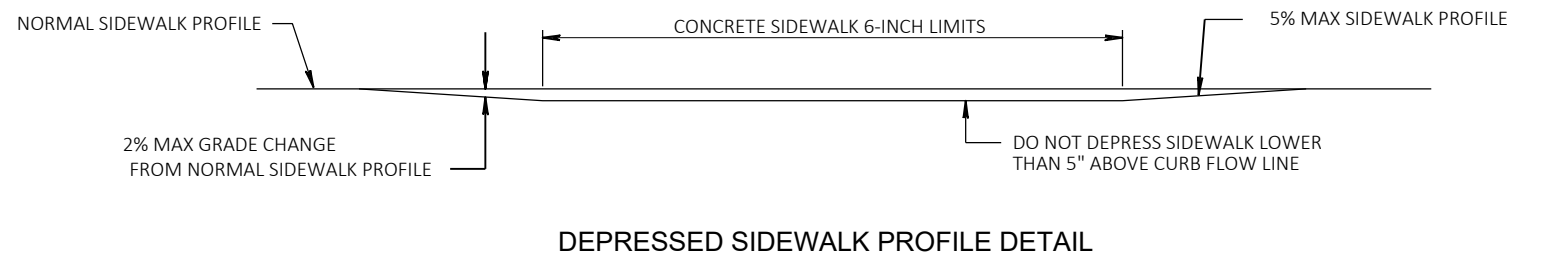 NORMAL SIDEWALK PROFILE
CONCRETE SIDEWALK 6-INCH LIMITS
5% MAX SIDEWALK PROFILE
2% MAX GRADE CHANGE
FROM NORMAL SIDEWALK PROFILE
DO NOT DEPRESS SIDEWALK LOWER
THAN 5" ABOVE CURB FLOW LINE
DEPRESSED SIDEWALK PROFILE DETAIL